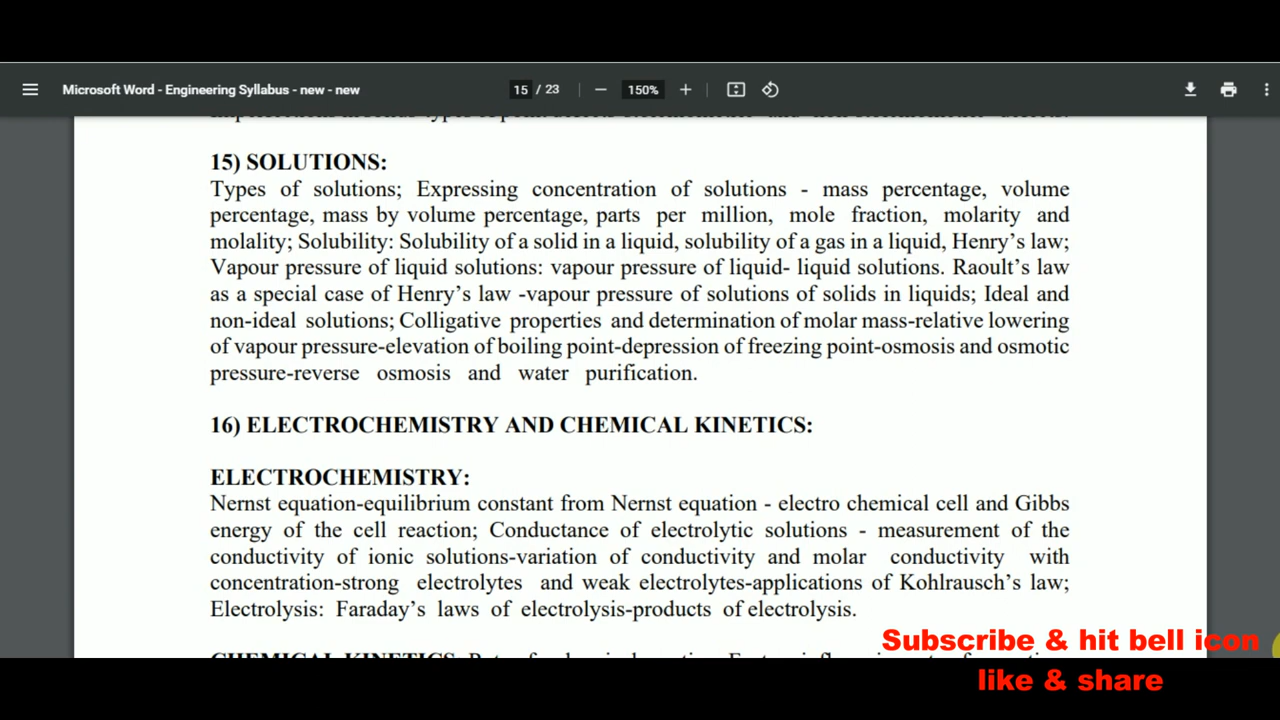 Microsoft Word - Engineering Syllabus - new - new
15 / 23
150%
15) SOLUTIONS:
Types of solutions; Expressing concentration of solutions - mass percentage, volume
percentage, mass by volume percentage, parts per million, mole fraction, molarity and
molality; Solubility: Solubility of a solid in a liquid, solubility of a gas in a liquid, Henry’s law;
Vapour pressure of liquid solutions: vapour pressure of liquid- liquid solutions. Raoult’s law
as a special case of Henry’s law -vapour pressure of solutions of solids in liquids; Ideal and
non-ideal solutions; Colligative properties and determination of molar mass-relative lowering
of vapour pressure-elevation of boiling point-depression of freezing point-osmosis and osmotic
pressure-reverse osmosis and water purification.
16) ELECTROCHEMISTRY AND CHEMICAL KINETICS:
ELECTROCHEMISTRY:
Nernst equation-equilibrium constant from Nernst equation - electro chemical cell and Gibbs
energy of the cell reaction; Conductance of electrolytic solutions - measurement of the
conductivity of ionic solutions-variation of conductivity and molar conductivity with
concentration-strong electrolytes and weak electrolytes-applications of Kohlrausch’s law;
Electrolysis: Faraday’s laws of electrolysis-products of electrolysis.
Subscribe & hit bell icon
like & share